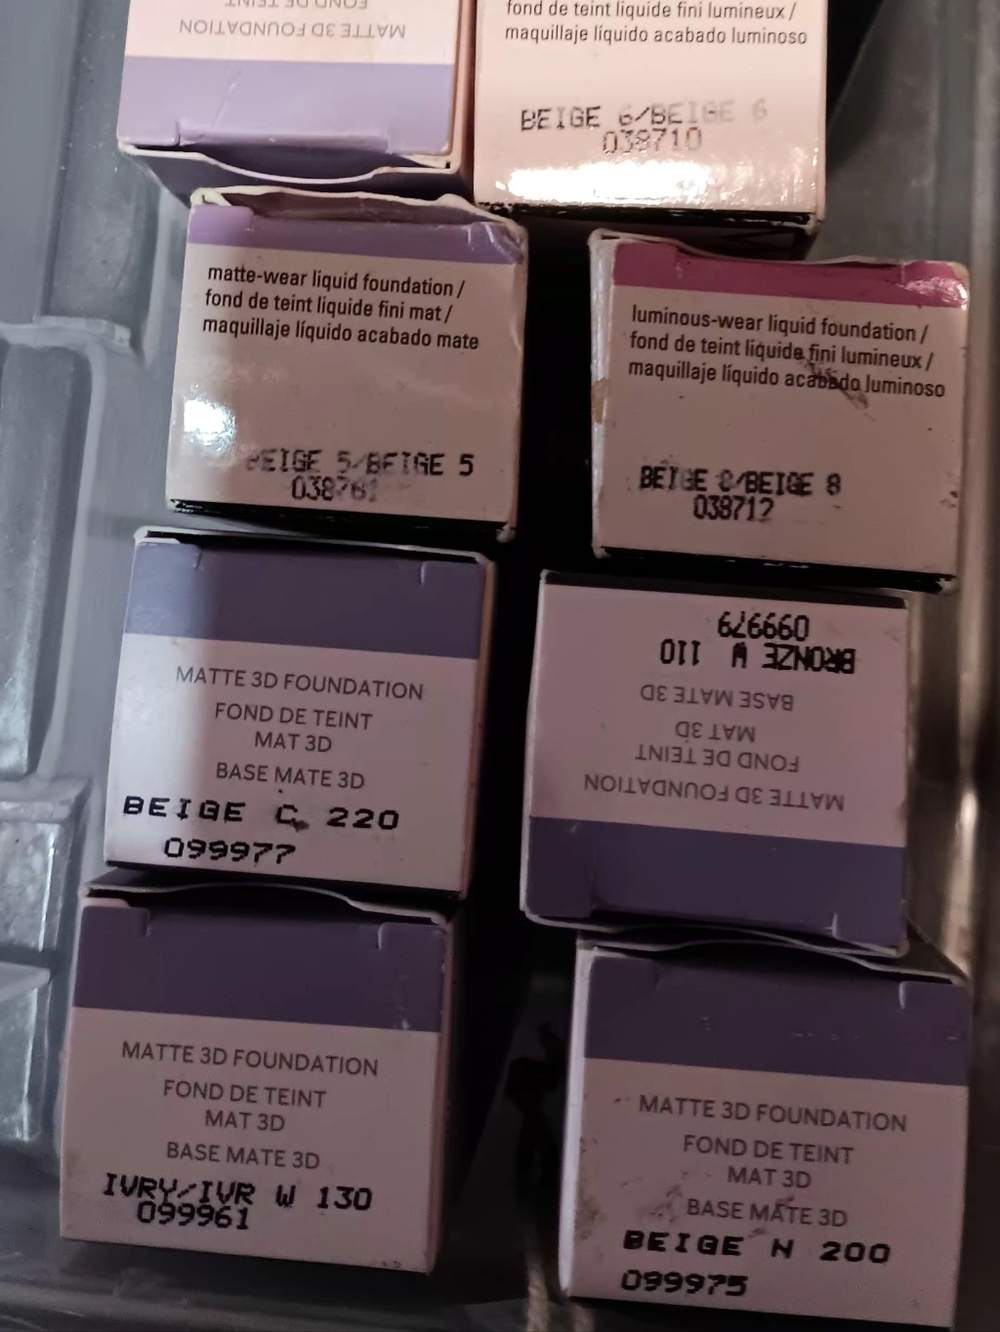 FOND DE TEINT
MATTE 3D FOUNDATION
fond de teint liquide fini lumineux /
maquillaje líquido acabado luminoso
BEIGE 6/BEIGE 6
038710
matte-wear liquid foundation /
fond de teint liquide fini mat /
maquillaje líquido acabado mate
BEIGE 5/BEIGE 5
038761
luminous-wear liquid foundation /
fond de teint liquide fini lumineux /
maquillaje líquido acabado luminoso
BEIGE 8/BEIGE 8
038712
MATTE 3D FOUNDATION
FOND DE TEINT
MAT 3D
BASE MATE 3D
BEIGE C 220
099977
MATTE 3D FOUNDATION
FOND DE TEINT
MAT 3D
BASE MATE 3D
BRONZE W 110
099979
MATTE 3D FOUNDATION
FOND DE TEINT
MAT 3D
BASE MATE 3D
IVRY/IVR W 130
099961
MATTE 3D FOUNDATION
FOND DE TEINT
MAT 3D
BASE MATE 3D
BEIGE N 200
099975